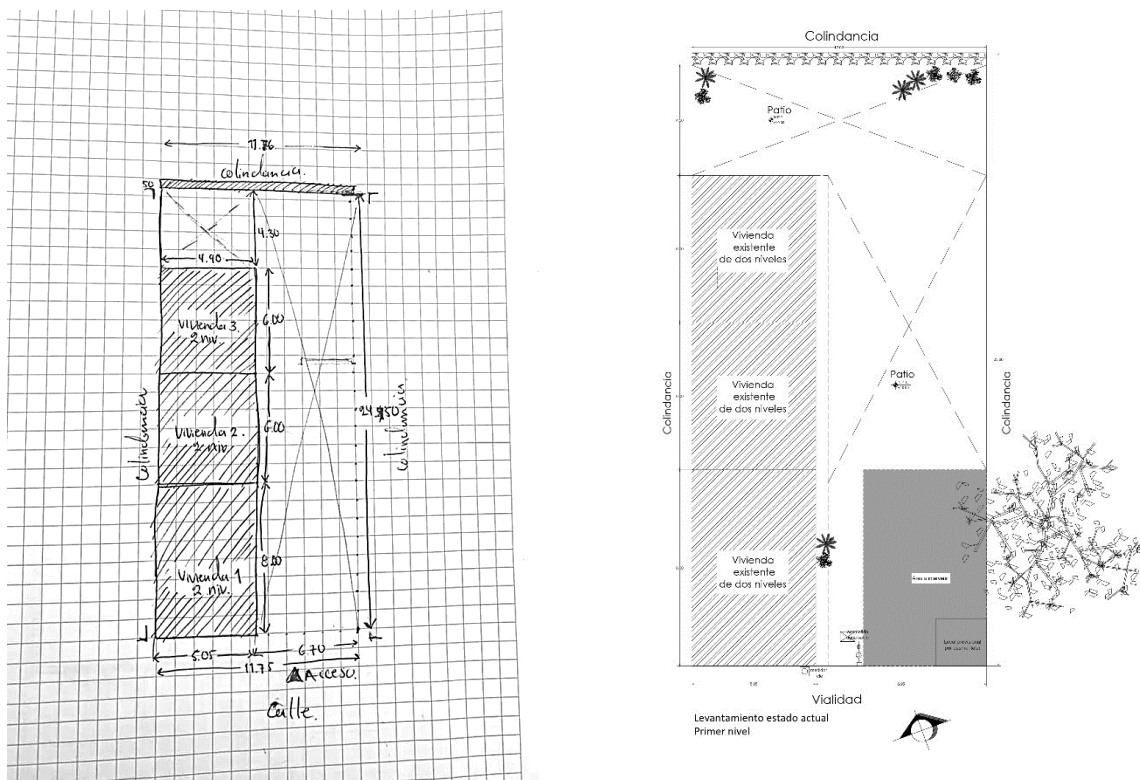 11.76
colindancia.
50
4.30
4.90
Vivienda 3.
2 niv.
6.00
Vivienda 2.
2 niv.
6.00
colindancia
colindancia
Vivienda 1
2 niv.
8.00
5.05
6.70
11.75
Acceso.
Calle.
Colindancia
Patio
Vivienda
existente
de dos niveles
Vivienda
existente
de dos niveles
Patio
Colindancia
Colindancia
Vivienda
existente
de dos niveles
Vialidad
Levantamiento estado actual
Primer nivel